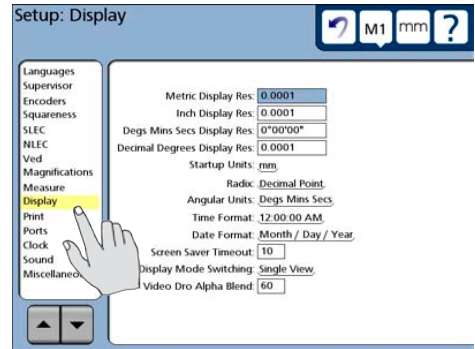 Setup: Display
M1 mm ?
Languages
Supervisor
Encoders
Squareness
SLEC
NLEC
Ved
Magnifications
Measure
Display
Print
Ports
Clock
Sound
Miscellaneo
Metric Display Res: 0.0001
Inch Display Res: 0.0001
Degs Mins Secs Display Res: 0°00'00"
Decimal Degrees Display Res: 0.0001
Startup Units: mm
Radix: Decimal Point
Angular Units: Degs Mins Secs
Time Format: 12:00:00 AM
Date Format: Month / Day / Year
Screen Saver Timeout: 10
Display Mode Switching: Single View
Video Dro Alpha Blend: 60